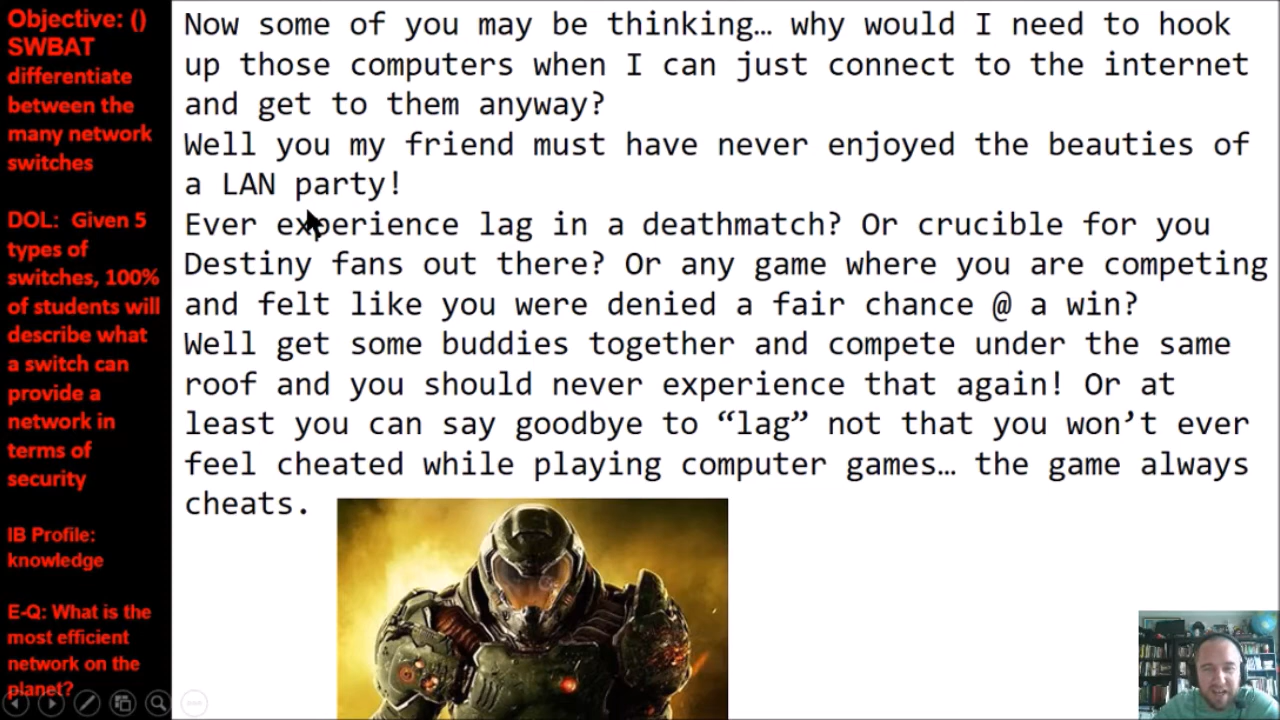 Objective: ()
SWBAT
differentiate
between the
many network
switches
DOL:  Given 5
types of
switches, 100%
of students will
describe what
a switch can
provide a
network in
terms of
security
IB Profile:
knowledge
E-Q: What is the
most efficient
network on the
planet?
Now some of you may be thinking… why would I need to hook
up those computers when I can just connect to the internet
and get to them anyway?
Well you my friend must have never enjoyed the beauties of
a LAN party!
Ever experience lag in a deathmatch? Or crucible for you
Destiny fans out there? Or any game where you are competing
and felt like you were denied a fair chance @ a win?
Well get some buddies together and compete under the same
roof and you should never experience that again! Or at
least you can say goodbye to “lag” not that you won’t ever
feel cheated while playing computer games… the game always
cheats.